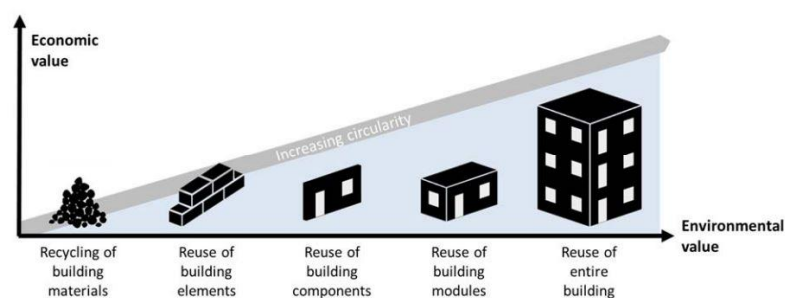 Economic
value
Increasing circularity
Environmental
value
Recycling of
building
materials
Reuse of
building
elements
Reuse of
building
components
Reuse of
building
modules
Reuse of
entire
building